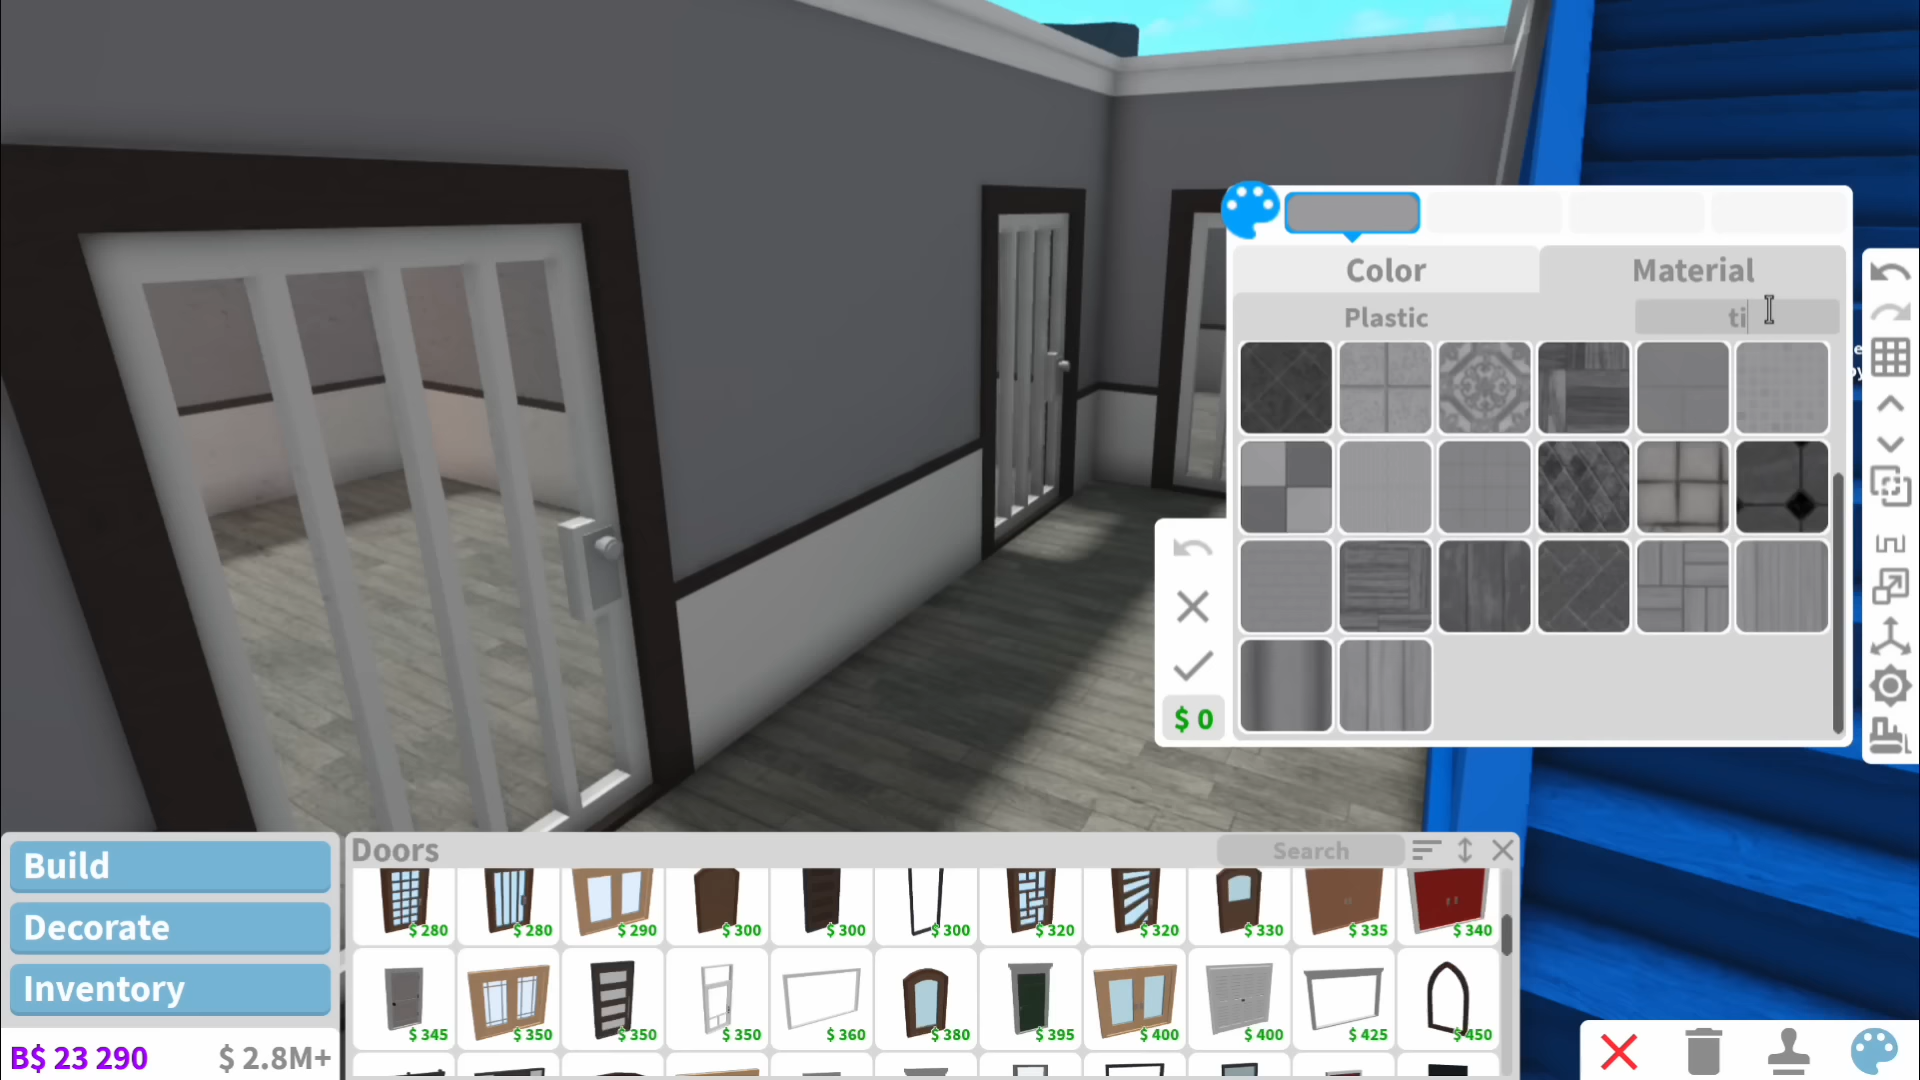 Color
Material
Plastic
ti
$ 0
Build
Decorate
Inventory
B$ 23 290
$ 2.8M+
Doors
Search
$ 280
$ 280
$ 290
$ 300
$ 300
$ 300
$ 320
$ 320
$ 330
$ 335
$ 340
$ 345
$ 350
$ 350
$ 350
$ 360
$ 380
$ 395
$ 400
$ 400
$ 425
$ 450